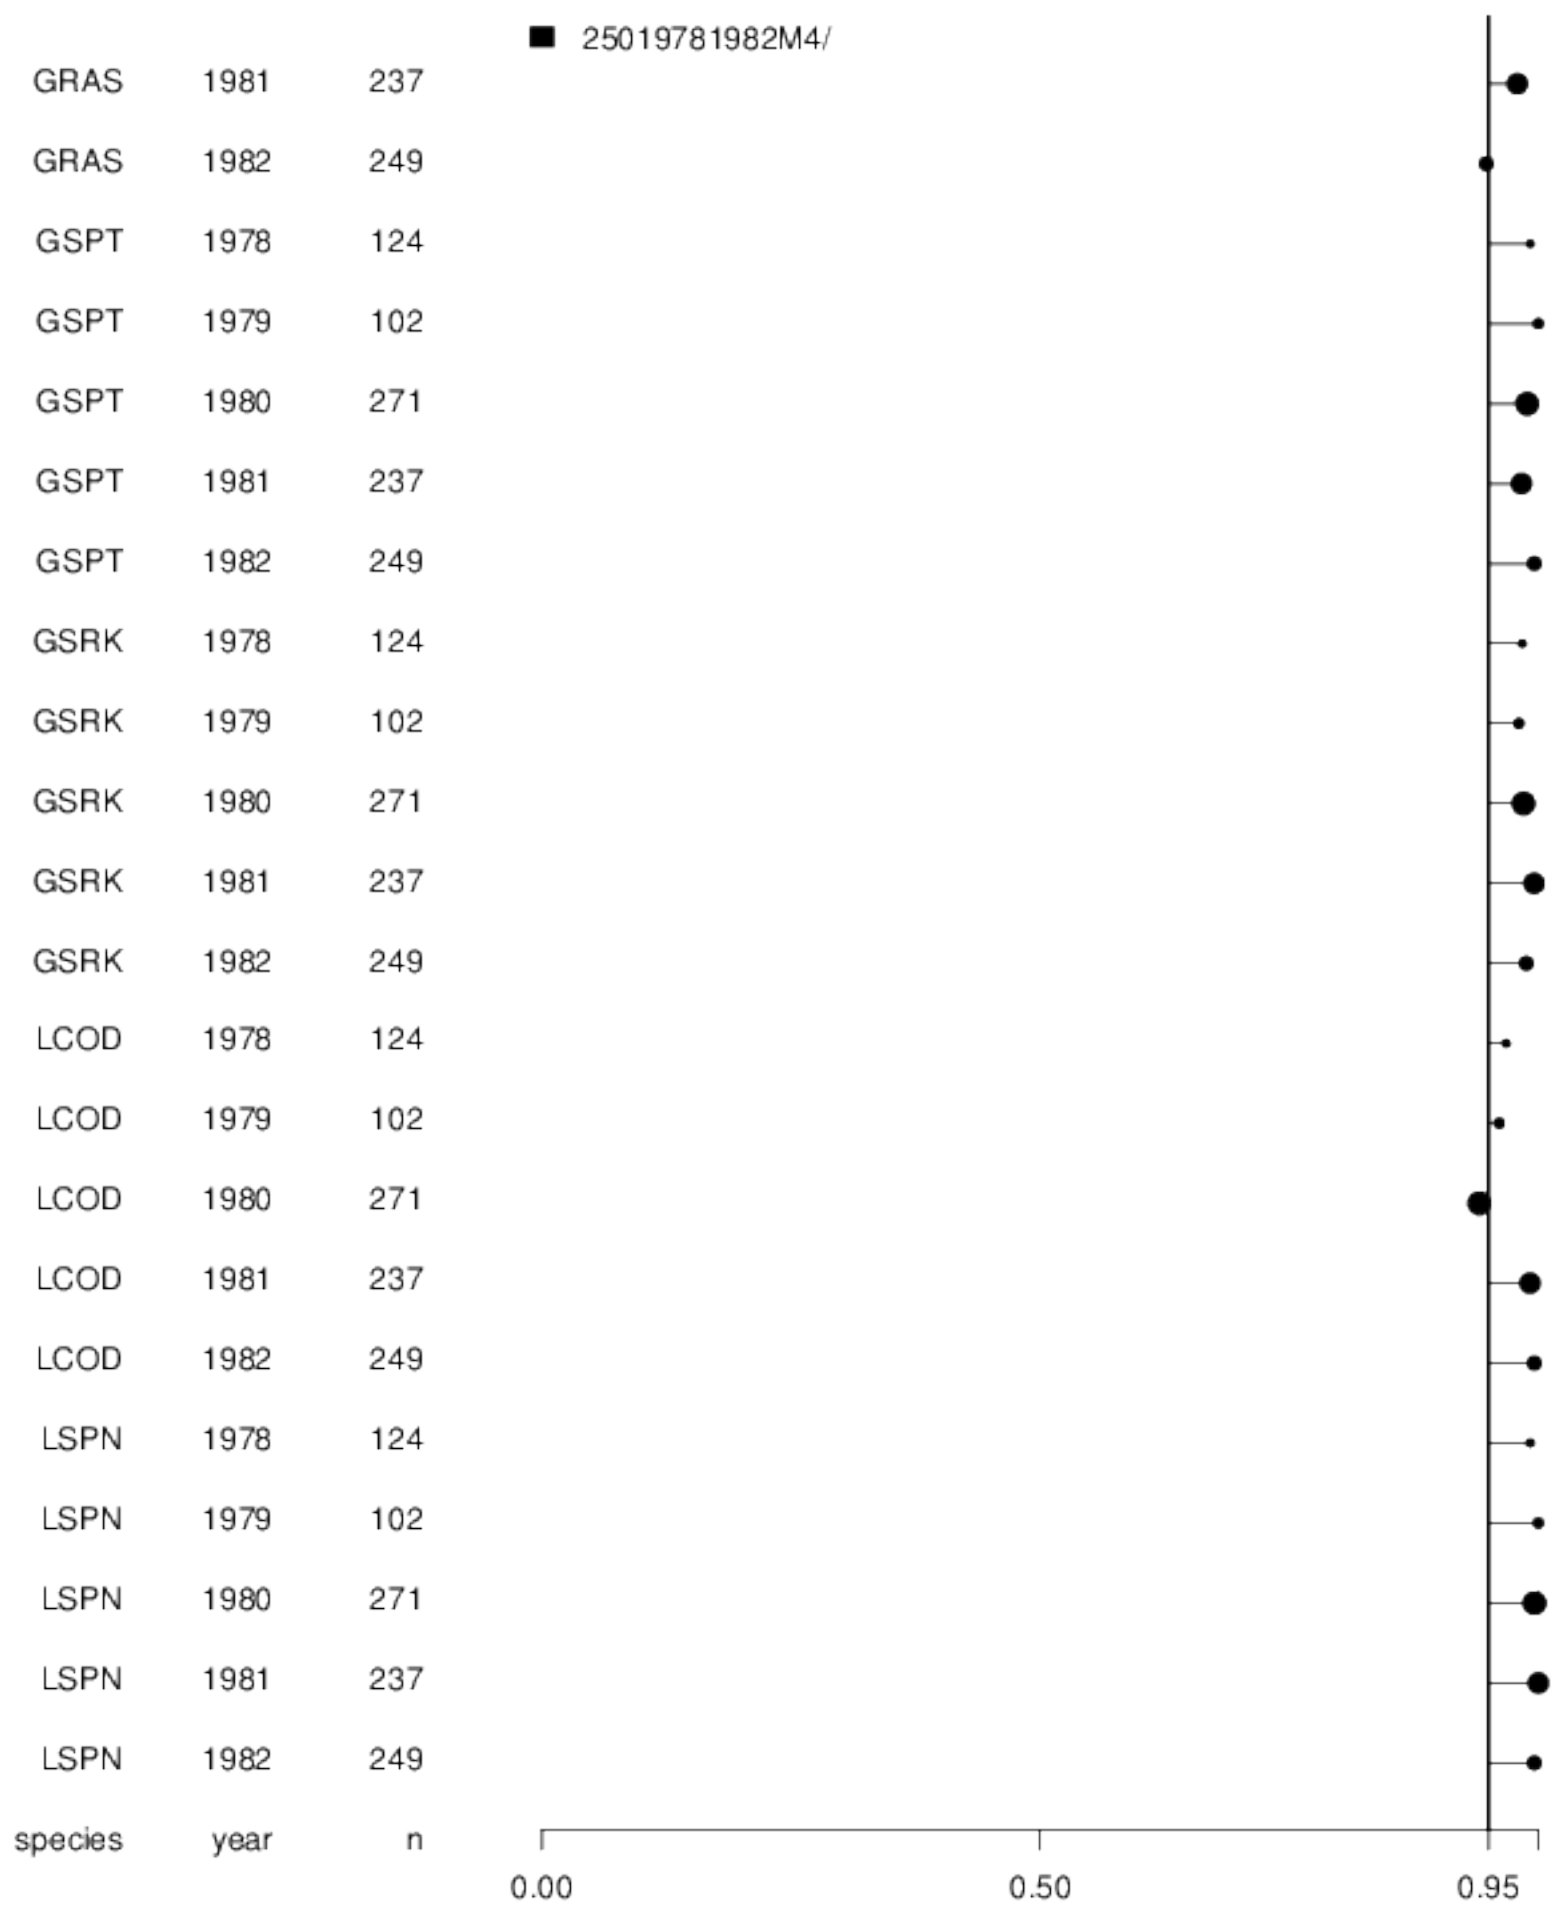 25019781982M4/
GRAS 1981 237
GRAS 1982 249
GSPT 1978 124
GSPT 1979 102
GSPT 1980 271
GSPT 1981 237
GSPT 1982 249
GSRK 1978 124
GSRK 1979 102
GSRK 1980 271
GSRK 1981 237
GSRK 1982 249
LCOD 1978 124
LCOD 1979 102
LCOD 1980 271
LCOD 1981 237
LCOD 1982 249
LSPN 1978 124
LSPN 1979 102
LSPN 1980 271
LSPN 1981 237
LSPN 1982 249
species year n
0.00 0.50 0.95